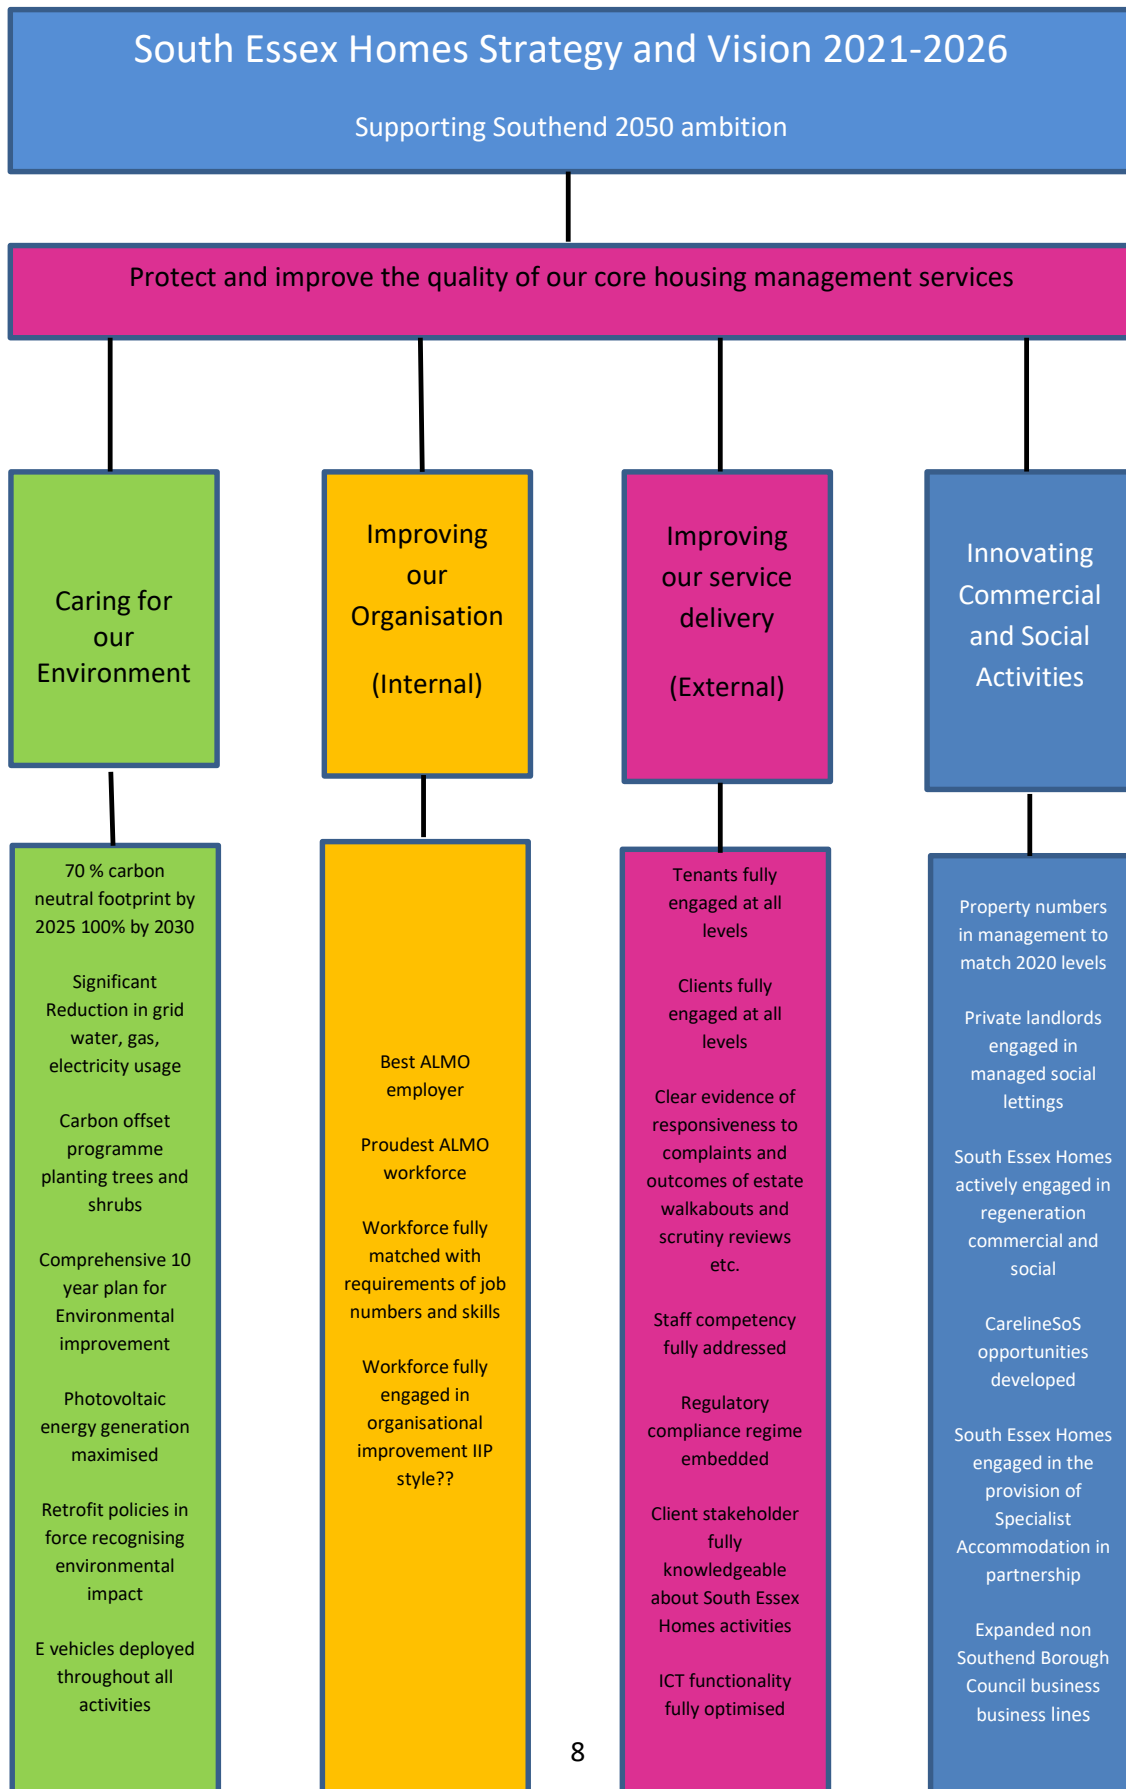 South Essex Homes Strategy and Vision 2021-2026
Supporting Southend 2050 ambition
Protect and improve the quality of our core housing management services
Caring for
our
Environment
Improving
our
Organisation
(Internal)
Improving
our service
delivery
(External)
Innovating
Commercial
and Social
Activities
70 % carbon
neutral footprint by
2025 100% by 2030
Significant
Reduction in grid
water, gas,
electricity usage
Carbon offset
programme
planting trees and
shrubs
Comprehensive 10
year plan for
Environmental
improvement
Photovoltaic
energy generation
maximised
Retrofit policies in
force recognising
environmental
impact
E vehicles deployed
throughout all
activities
Best ALMO
employer
Proudest ALMO
workforce
Workforce fully
matched with
requirements of job
numbers and skills
Workforce fully
engaged in
organisational
improvement IIP
style??
Tenants fully
engaged at all
levels
Clients fully
engaged at all
levels
Clear evidence of
responsiveness to
complaints and
outcomes of estate
walkabouts and
scrutiny reviews
etc.
Staff competency
fully addressed
Regulatory
compliance regime
embedded
Client stakeholder
fully
knowledgeable
about South Essex
Homes activities
ICT functionality
fully optimised
Property numbers
in management to
match 2020 levels
Private landlords
engaged in
managed social
lettings
South Essex Homes
actively engaged in
regeneration
commercial and
social
CarelineSoS
opportunities
developed
South Essex Homes
engaged in the
provision of
Specialist
Accommodation in
partnership
Expanded non
Southend Borough
Council business
business lines
8